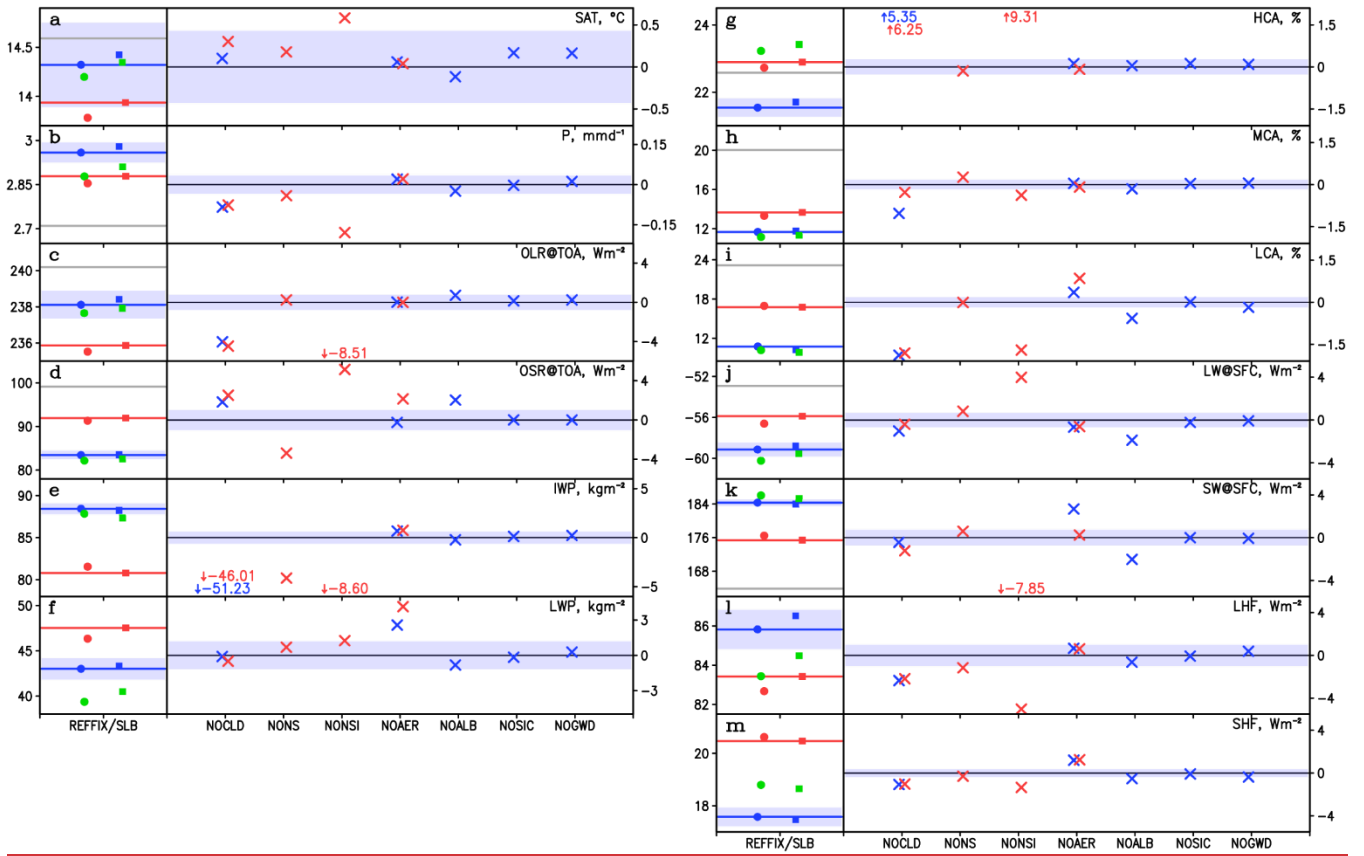 a
SAT, °C
14.5
14
0.5
0
-0.5
b
P, mmd⁻¹
3
2.85
2.7
0.15
0
-0.15
c
OLR@TOA, Wm⁻²
240
238
236
4
0
-4
↓-8.51
d
OSR@TOA, Wm⁻²
100
90
80
4
0
-4
e
IWP, kgm⁻²
90
85
80
5
0
-5
↓-46.01
↓-51.23
↓-8.60
f
LWP, kgm⁻²
50
45
40
3
0
-3
REFFIX/SLB NOCLD NONS NONSI NOAER NOALB NOSIC NOGWD
g
HCA, %
24
22
1.5
0
-1.5
↑5.35
↑6.25
↑9.31
h
MCA, %
20
16
12
1.5
0
-1.5
i
LCA, %
24
18
12
1.5
0
-1.5
j
LW@SFC, Wm⁻²
-52
-56
-60
4
0
-4
k
SW@SFC, Wm⁻²
184
176
168
4
0
-4
↓-7.85
l
LHF, Wm⁻²
86
84
82
4
0
-4
m
SHF, Wm⁻²
20
18
4
0
-4
REFFIX/SLB NOCLD NONS NONSI NOAER NOALB NOSIC NOGWD